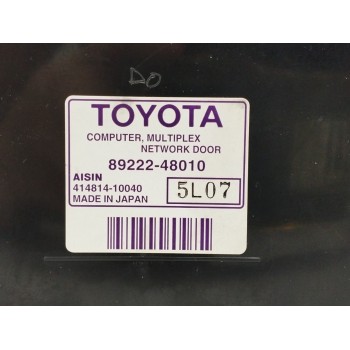 DO
TOYOTA
COMPUTER, MULTIPLEX
NETWORK DOOR
89222-48010
AISIN
414814-10040
MADE IN JAPAN
5L07